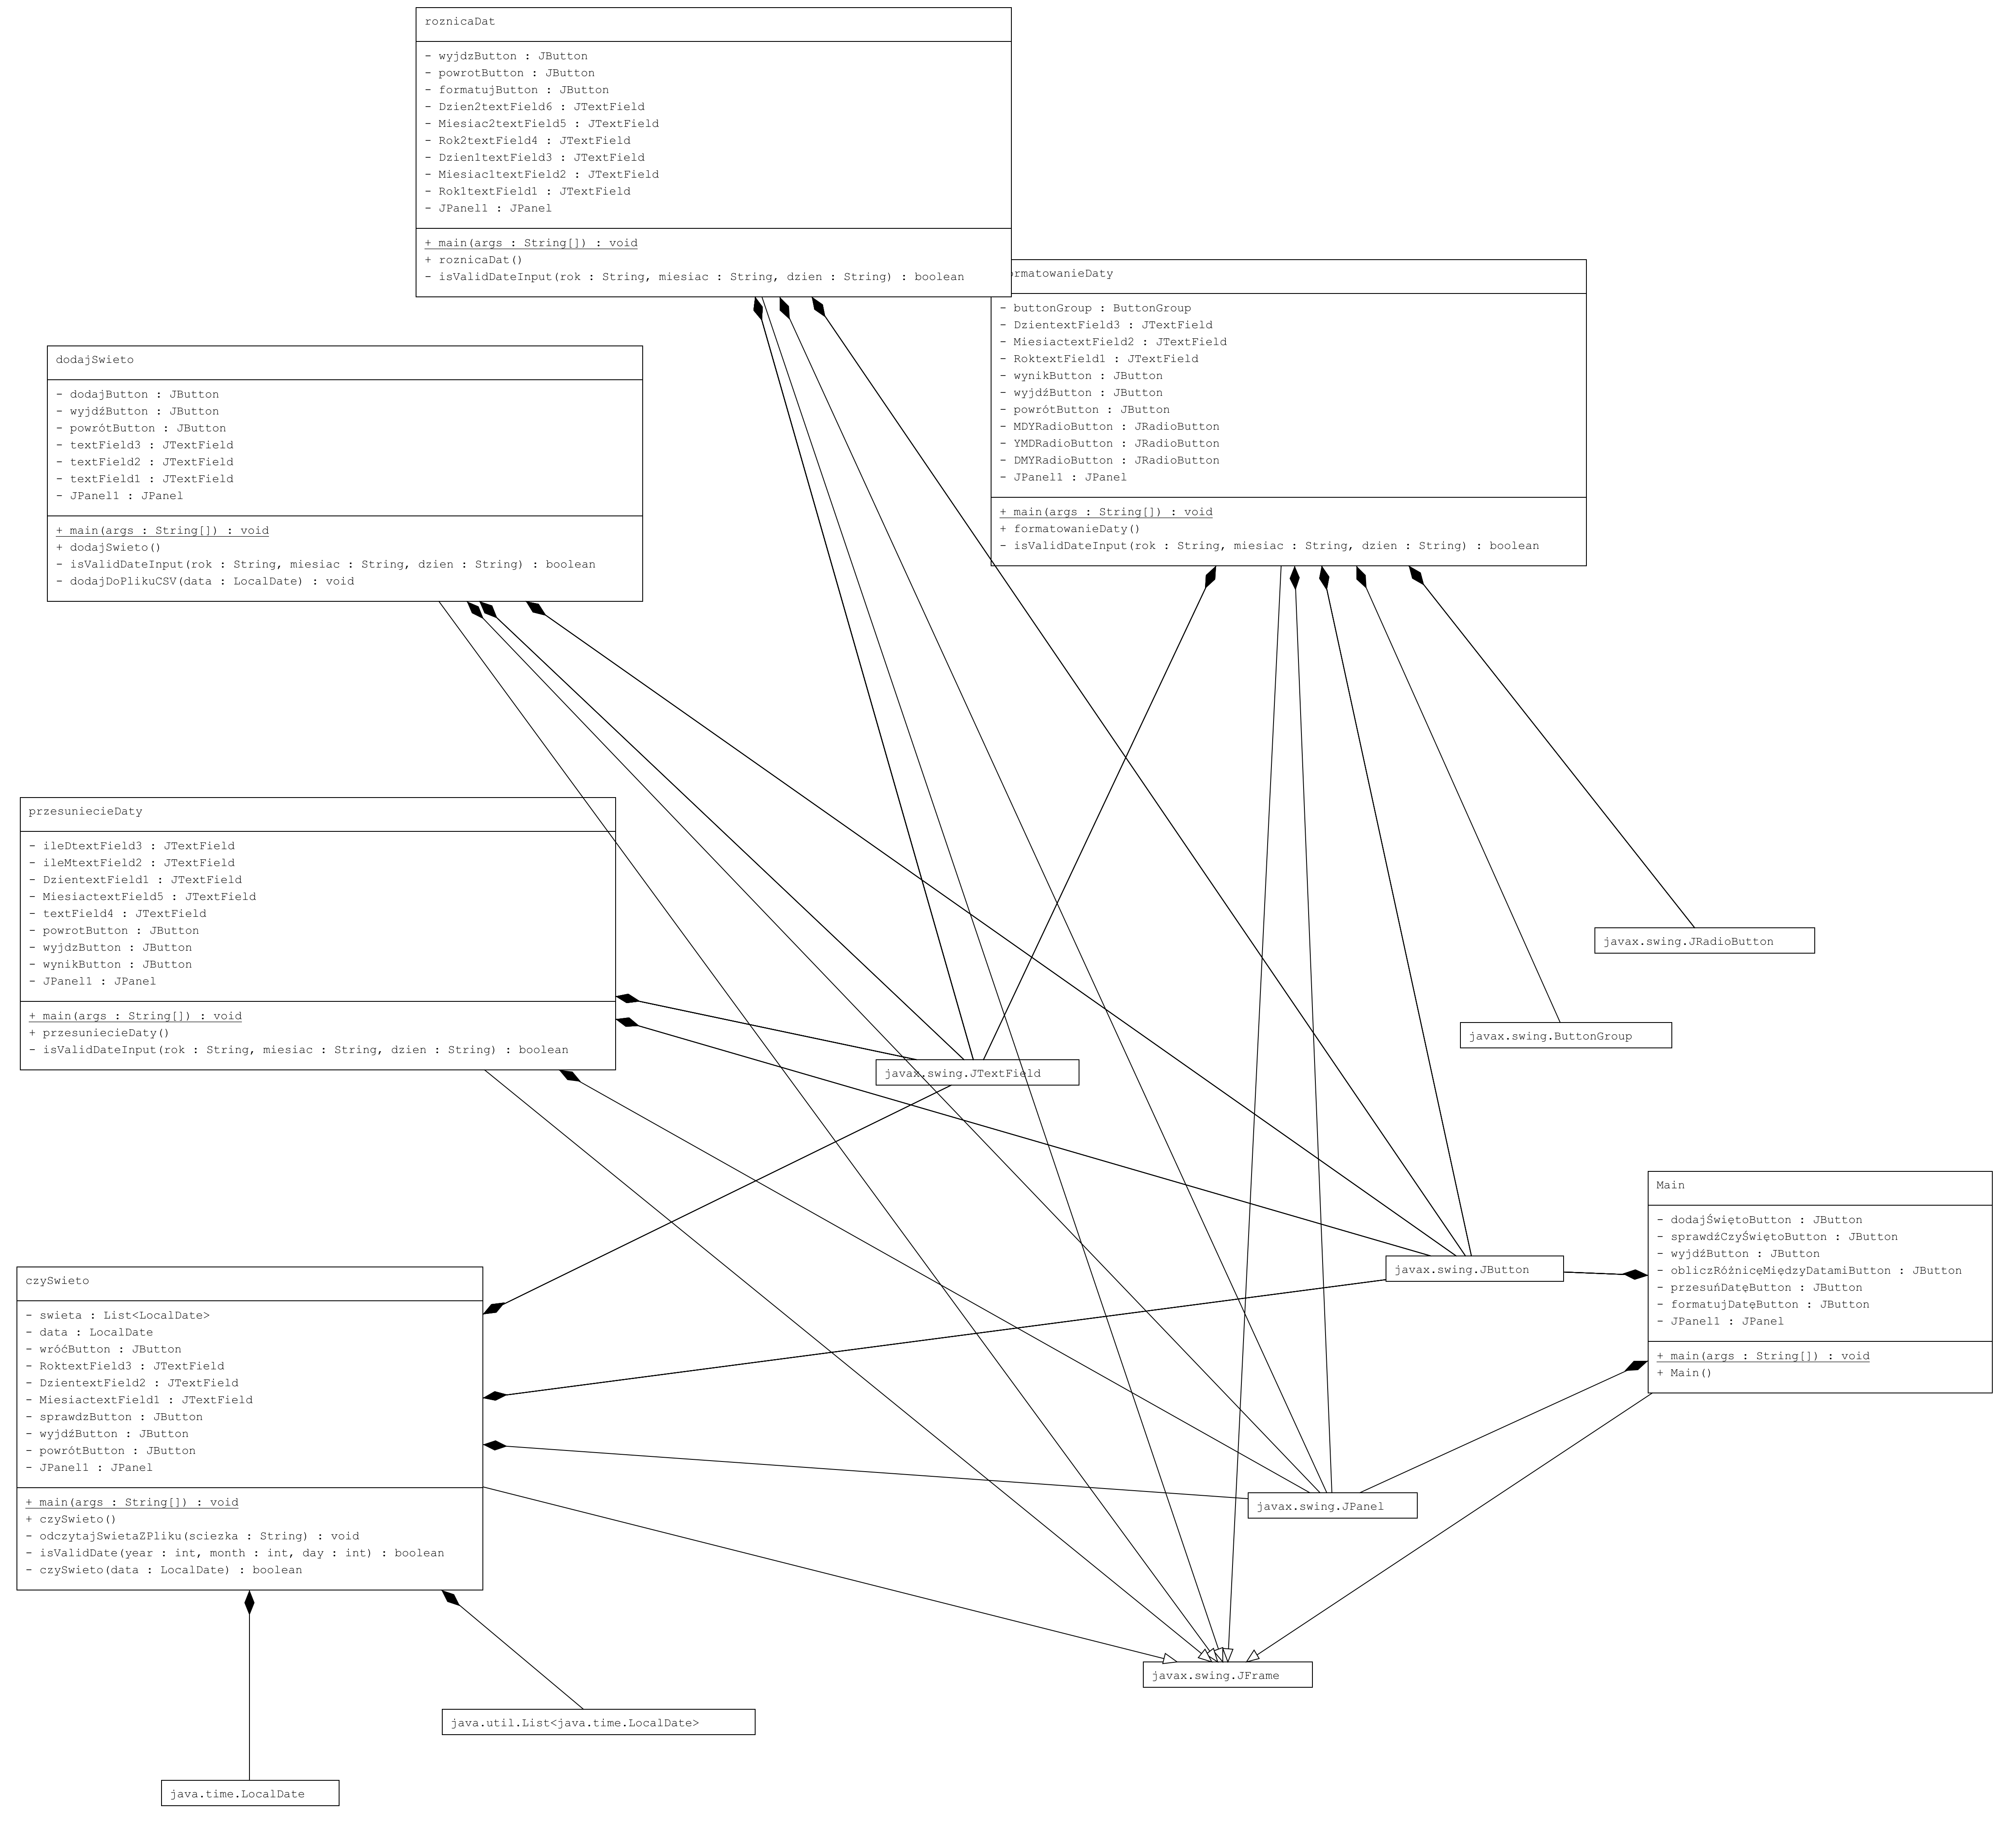 roznicaDat
- wyjdzButton : JButton
- powrotButton : JButton
- formatujButton : JButton
- Dzien2textField6 : JTextField
- Miesiac2textField5 : JTextField
- Rok2textField4 : JTextField
- Dzien1textField3 : JTextField
- Miesiac1textField2 : JTextField
- Rok1textField1 : JTextField
- JPanel1 : JPanel
+ main(args : String[]) : void
+ roznicaDat()
- isValidDateInput(rok : String, miesiac : String, dzien : String) : boolean
ormatowanieDaty
- buttonGroup : ButtonGroup
- DzientextField3 : JTextField
- MiesiactextField2 : JTextField
- RoktextField1 : JTextField
- wynikButton : JButton
- wyjdźButton : JButton
- powrótButton : JButton
- MDYRadioButton : JRadioButton
- YMDRadioButton : JRadioButton
- DMYRadioButton : JRadioButton
- JPanel1 : JPanel
+ main(args : String[]) : void
+ formatowanieDaty()
- isValidDateInput(rok : String, miesiac : String, dzien : String) : boolean
dodajSwieto
- dodajButton : JButton
- wyjdźButton : JButton
- powrótButton : JButton
- textField3 : JTextField
- textField2 : JTextField
- textField1 : JTextField
- JPanel1 : JPanel
+ main(args : String[]) : void
+ dodajSwieto()
- isValidDateInput(rok : String, miesiac : String, dzien : String) : boolean
- dodajDoPlikuCSV(data : LocalDate) : void
przesuniecieDaty
- ileDtextField3 : JTextField
- ileMtextField2 : JTextField
- DzientextField1 : JTextField
- MiesiactextField5 : JTextField
- textField4 : JTextField
- powrotButton : JButton
- wyjdzButton : JButton
- wynikButton : JButton
- JPanel1 : JPanel
+ main(args : String[]) : void
+ przesuniecieDaty()
- isValidDateInput(rok : String, miesiac : String, dzien : String) : boolean
javax.swing.JRadioButton
javax.swing.ButtonGroup
javax.swing.JTextField
Main
- dodajŚwiętoButton : JButton
- sprawdźCzyŚwiętoButton : JButton
- wyjdźButton : JButton
- obliczRóżnicęMiędzyDatamiButton : JButton
- przesuńDatęButton : JButton
- formatujDatęButton : JButton
- JPanel1 : JPanel
+ main(args : String[]) : void
+ Main()
javax.swing.JButton
czySwieto
- swieta : List<LocalDate>
- data : LocalDate
- wróćButton : JButton
- RoktextField3 : JTextField
- DzientextField2 : JTextField
- MiesiactextField1 : JTextField
- sprawdzButton : JButton
- wyjdźButton : JButton
- powrótButton : JButton
- JPanel1 : JPanel
+ main(args : String[]) : void
+ czySwieto()
- odczytajSwietaZPliku(sciezka : String) : void
- isValidDate(year : int, month : int, day : int) : boolean
- czySwieto(data : LocalDate) : boolean
javax.swing.JPanel
javax.swing.JFrame
java.util.List<java.time.LocalDate>
java.time.LocalDate